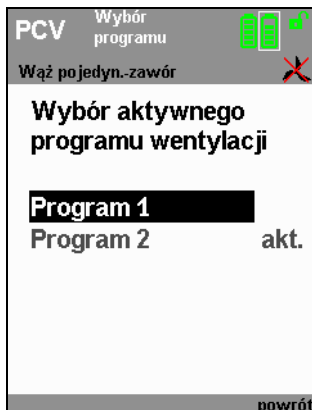 PCV Wybór
programu
Wąż pojedyn.-zawór
Wybór aktywnego
programu wentylacji
Program 1
Program 2 akt.
powrót